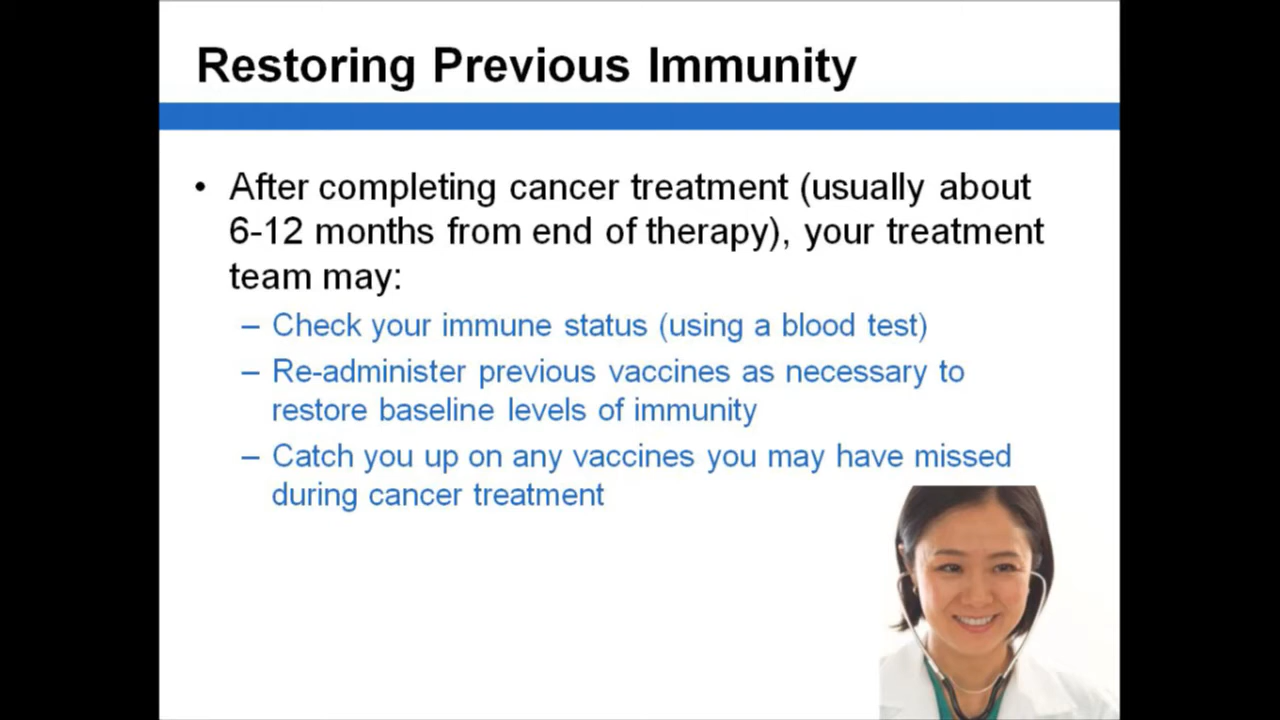 Restoring Previous Immunity
• After completing cancer treatment (usually about
6-12 months from end of therapy), your treatment
team may:
– Check your immune status (using a blood test)
– Re-administer previous vaccines as necessary to
restore baseline levels of immunity
– Catch you up on any vaccines you may have missed
during cancer treatment